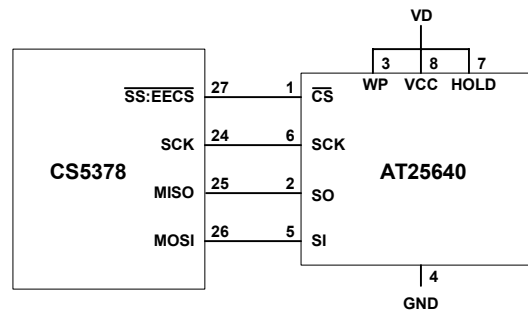 VD
3 8 7
WP VCC HOLD
SS:EECS 27 1 CS
SCK 24 6 SCK
CS5378 AT25640
MISO 25 2 SO
MOSI 26 5 SI
4
GND